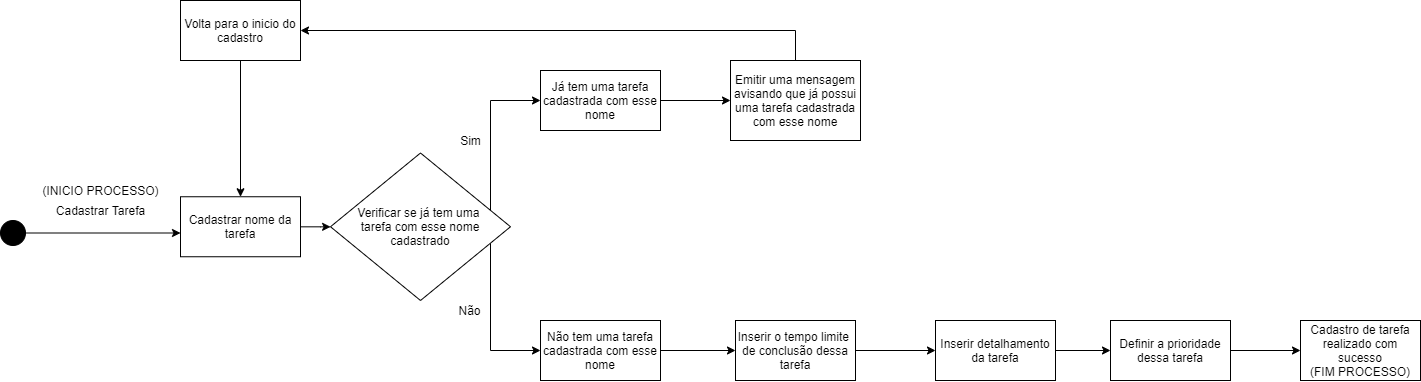 Volta para o inicio do
cadastro
Já tem uma tarefa
cadastrada com esse
nome
Emitir uma mensagem
avisando que já possui
uma tarefa cadastrada
com esse nome
Sim
(INICIO PROCESSO)
Cadastrar Tarefa
Cadastrar nome da
tarefa
Verificar se já tem uma
tarefa com esse nome
cadastrado
Não
Não tem uma tarefa
cadastrada com esse
nome
Inserir o tempo limite
de conclusão dessa
tarefa
Inserir detalhamento
da tarefa
Definir a prioridade
dessa tarefa
Cadastro de tarefa
realizado com
sucesso
(FIM PROCESSO)